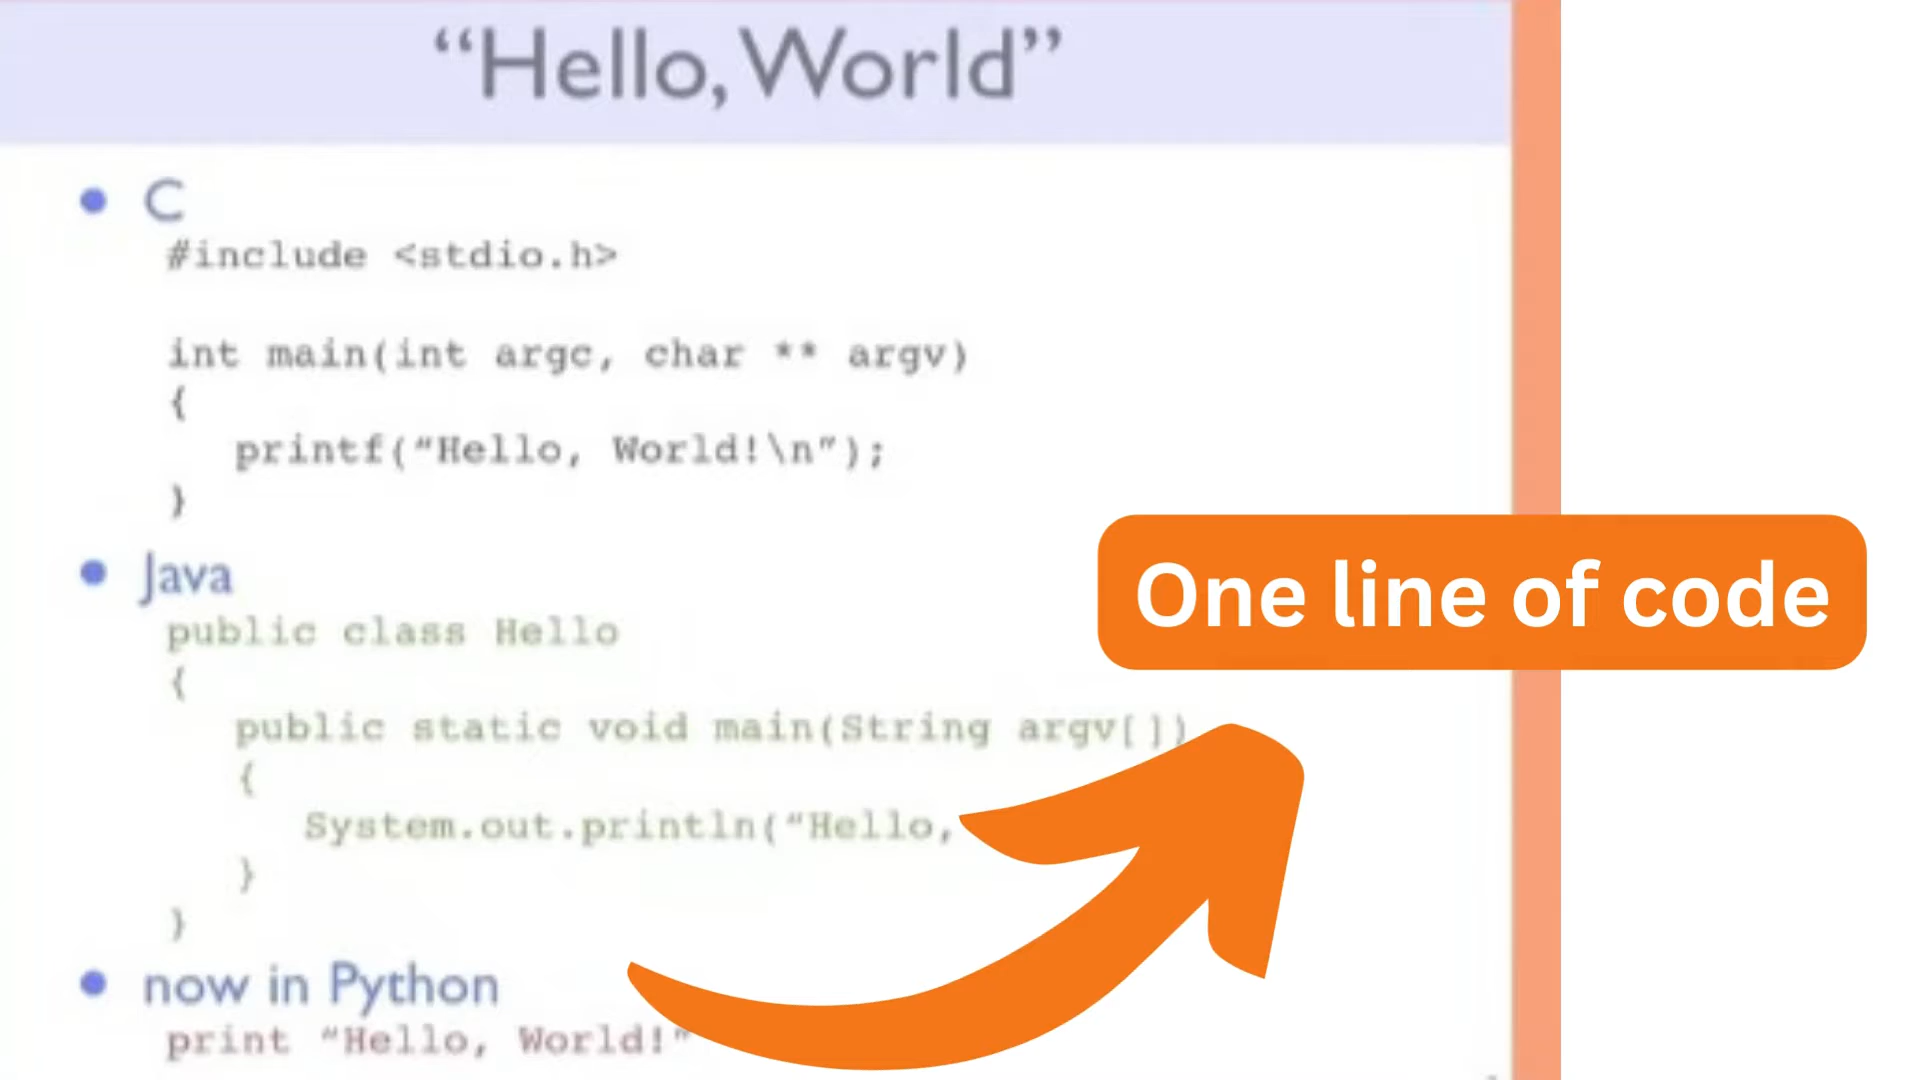 “Hello, World”
C
#include <stdio.h>
int main(int argc, char ** argv)
{
printf(“Hello, World!\n”);
}
Java
public class Hello
{
public static void main(String argv[])
{
System.out.println(“Hello,
}
}
now in Python
print “Hello, World!”
One line of code